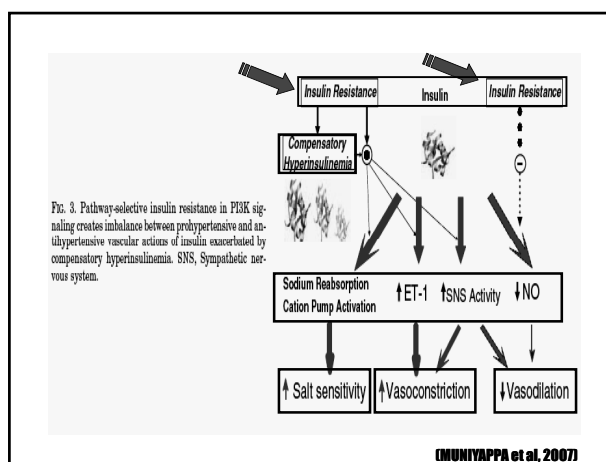 Insulin Resistance Insulin Insulin Resistance
Compensatory
Hyperinsulinemia
−
FIG. 3. Pathway-selective insulin resistance in PI3K sig-
naling creates imbalance between prohypertensive and an-
tihypertensive vascular actions of insulin exacerbated by
compensatory hyperinsulinemia. SNS, Sympathetic ner-
vous system.
Sodium Reabsorption
Cation Pump Activation
↑ET-1 ↑SNS Activity ↓NO
↑ Salt sensitivity
↑Vasoconstriction
↓Vasodilation
(MUNIYAPPA et al, 2007)